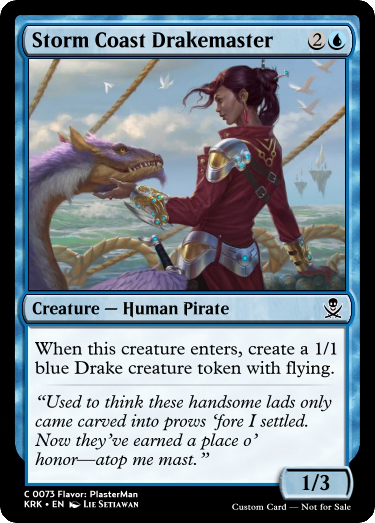 Storm Coast Drakemaster 2
Creature — Human Pirate
When this creature enters, create a 1/1
blue Drake creature token with flying.
“Used to think these handsome lads only
came carved into prows ‘fore I settled.
Now they’ve earned a place o’
honor—atop me mast.”
1/3
C 0073 Flavor: PlasterMan
KRK • EN Lie Setiawan
Custom Card — Not for Sale